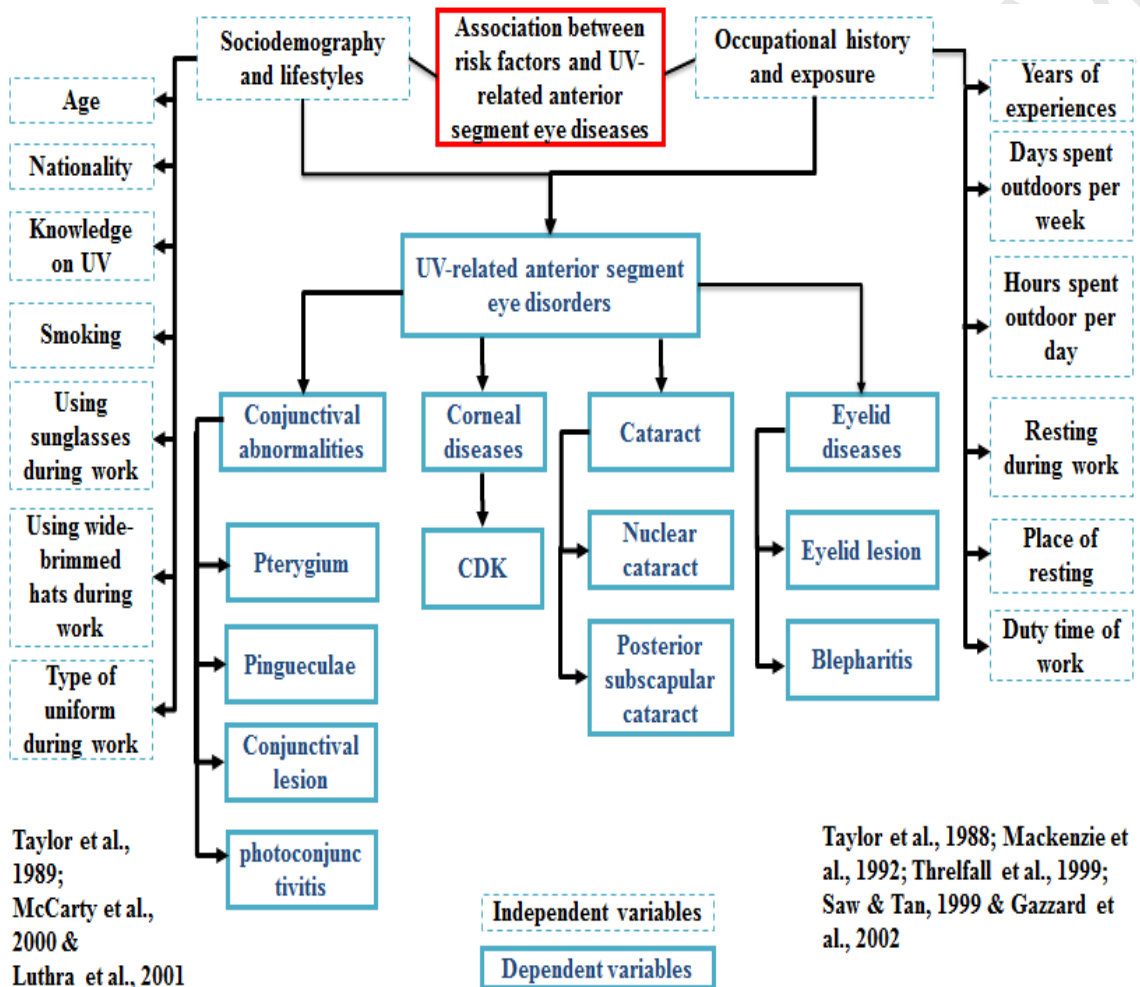 Sociodemography
and lifestyles
Association between
risk factors and UV-
related anterior
segment eye diseases
Occupational history
and exposure
Age
Nationality
Knowledge
on UV
Smoking
Using
sunglasses
during work
Using wide-
brimmed
hats during
work
Type of
uniform
during work
Years of
experiences
Days spent
outdoors per
week
Hours spent
outdoor per
day
Resting
during work
Place of
resting
Duty time of
work
UV-related anterior segment
eye disorders
Conjunctival
abnormalities
Pterygium
Pingueculae
Conjunctival
lesion
photoconjunc
tivitis
Corneal
diseases
CDK
Cataract
Nuclear
cataract
Posterior
subscapular
cataract
Eyelid
diseases
Eyelid lesion
Blepharitis
Taylor et al.,
1989;
McCarty et al.,
2000 &
Luthra et al., 2001
Independent variables
Dependent variables
Taylor et al., 1988; Mackenzie et
al., 1992; Threlfall et al., 1999;
Saw & Tan, 1999 & Gazzard et
al., 2002